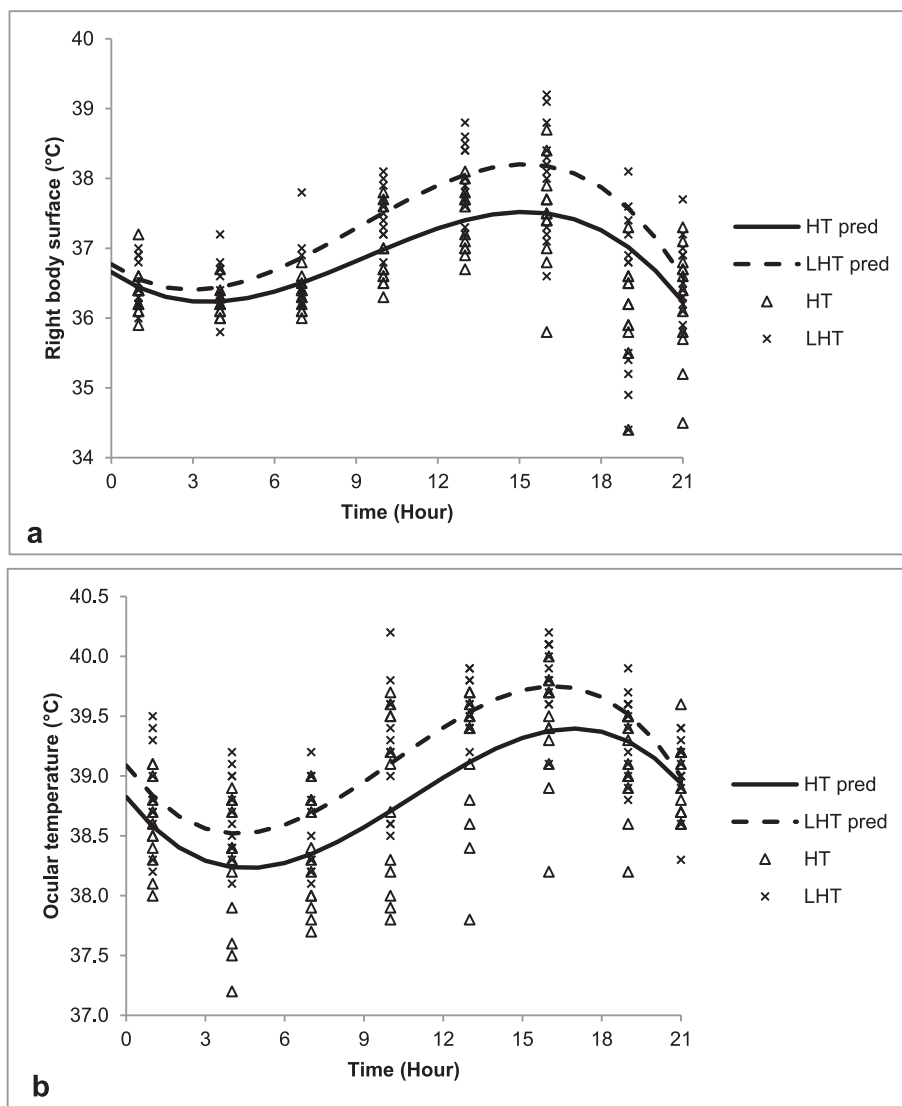 40
39
38
37
36
35
34
Right body surface (°C)
0 3 6 9 12 15 18 21
Time (Hour)
HT pred
LHT pred
HT
LHT
a
40.5
40.0
39.5
39.0
38.5
38.0
37.5
37.0
Ocular temperature (°C)
0 3 6 9 12 15 18 21
Time (Hour)
HT pred
LHT pred
HT
LHT
b